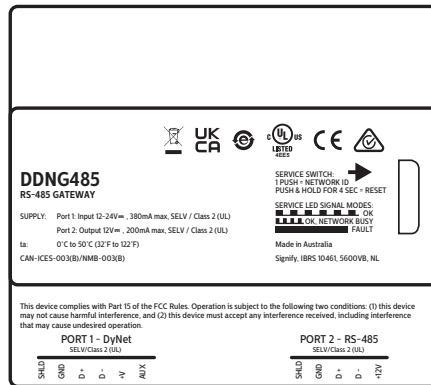 UK
CA
e
C UL US
LISTED
4EES
CE
DDNG485
RS-485 GATEWAY
SUPPLY: Port 1: Input 12-24V⎓ , 380mA max, SELV / Class 2 (UL)
Port 2: Output 12V⎓ , 200mA max, SELV / Class 2 (UL)
ta: 0°C to 50°C (32°F to 122°F)
CAN-ICES-003(B)/NMB-003(B)
SERVICE SWITCH:
1 PUSH = NETWORK ID
PUSH & HOLD FOR 4 SEC = RESET
SERVICE LED SIGNAL MODES:
OK
OK, NETWORK BUSY
FAULT
Made in Australia
Signify, IBRS 10461, 5600VB, NL
This device complies with Part 15 of the FCC Rules. Operation is subject to the following two conditions: (1) this device
may not cause harmful interference, and (2) this device must accept any interference received, including interference
that may cause undesired operation.
PORT 1 - DyNet
SELV/Class 2 (UL)
SHLD
GND
D +
D -
+V
AUX
PORT 2 - RS-485
SELV/Class 2 (UL)
SHLD
GND
D +
D -
+12V